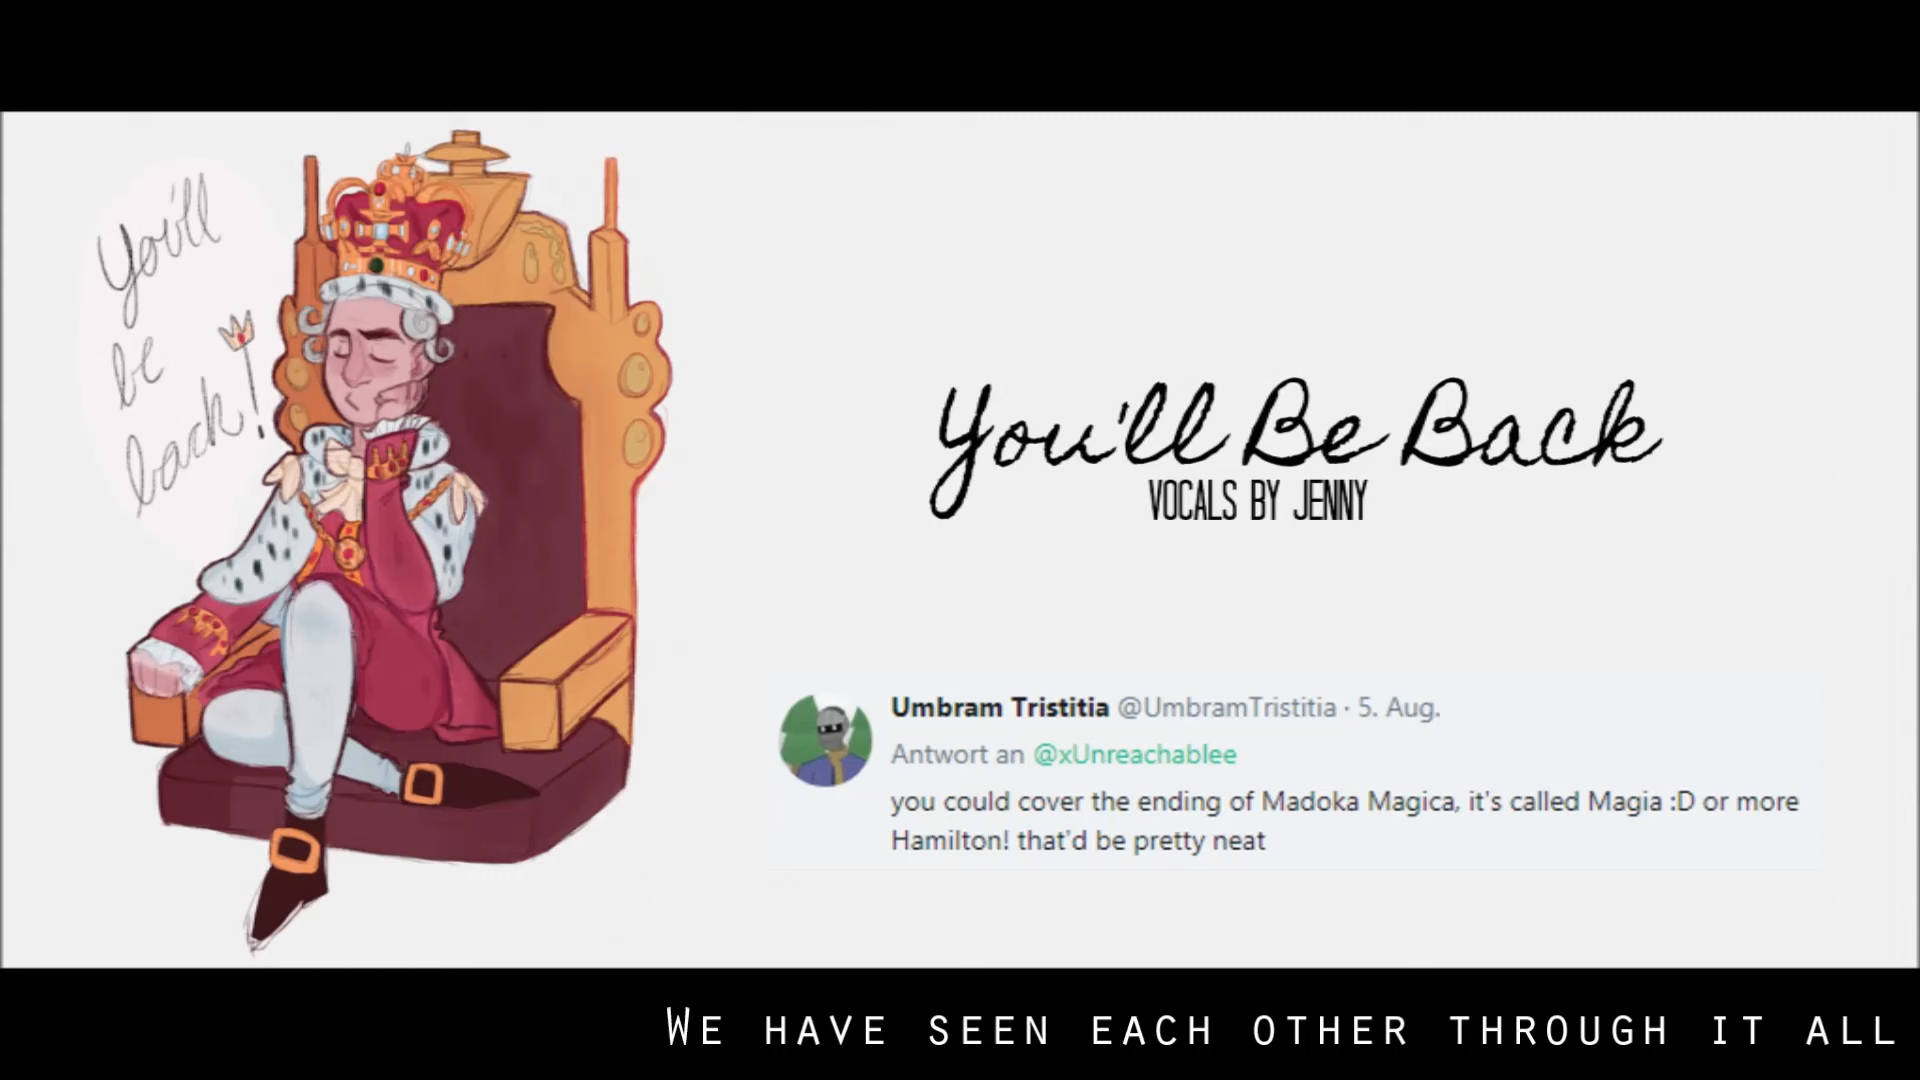 You'll
be
back!
You'll Be Back
VOCALS BY JENNY
Umbram Tristitia @UmbramTristitia · 5. Aug.
Antwort an @xUnreachablee
you could cover the ending of Madoka Magica, it's called Magia :D or more
Hamilton! that'd be pretty neat
WE HAVE SEEN EACH OTHER THROUGH IT ALL